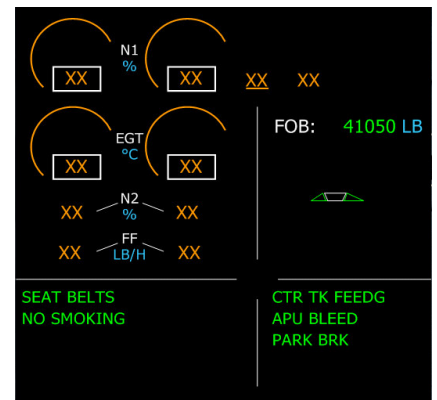 N1
%
XX XX
XX XX
FOB: 41050 LB
EGT
°C
XX XX
N2
XX % XX
FF
XX LB/H XX
SEAT BELTS
NO SMOKING
CTR TK FEEDG
APU BLEED
PARK BRK